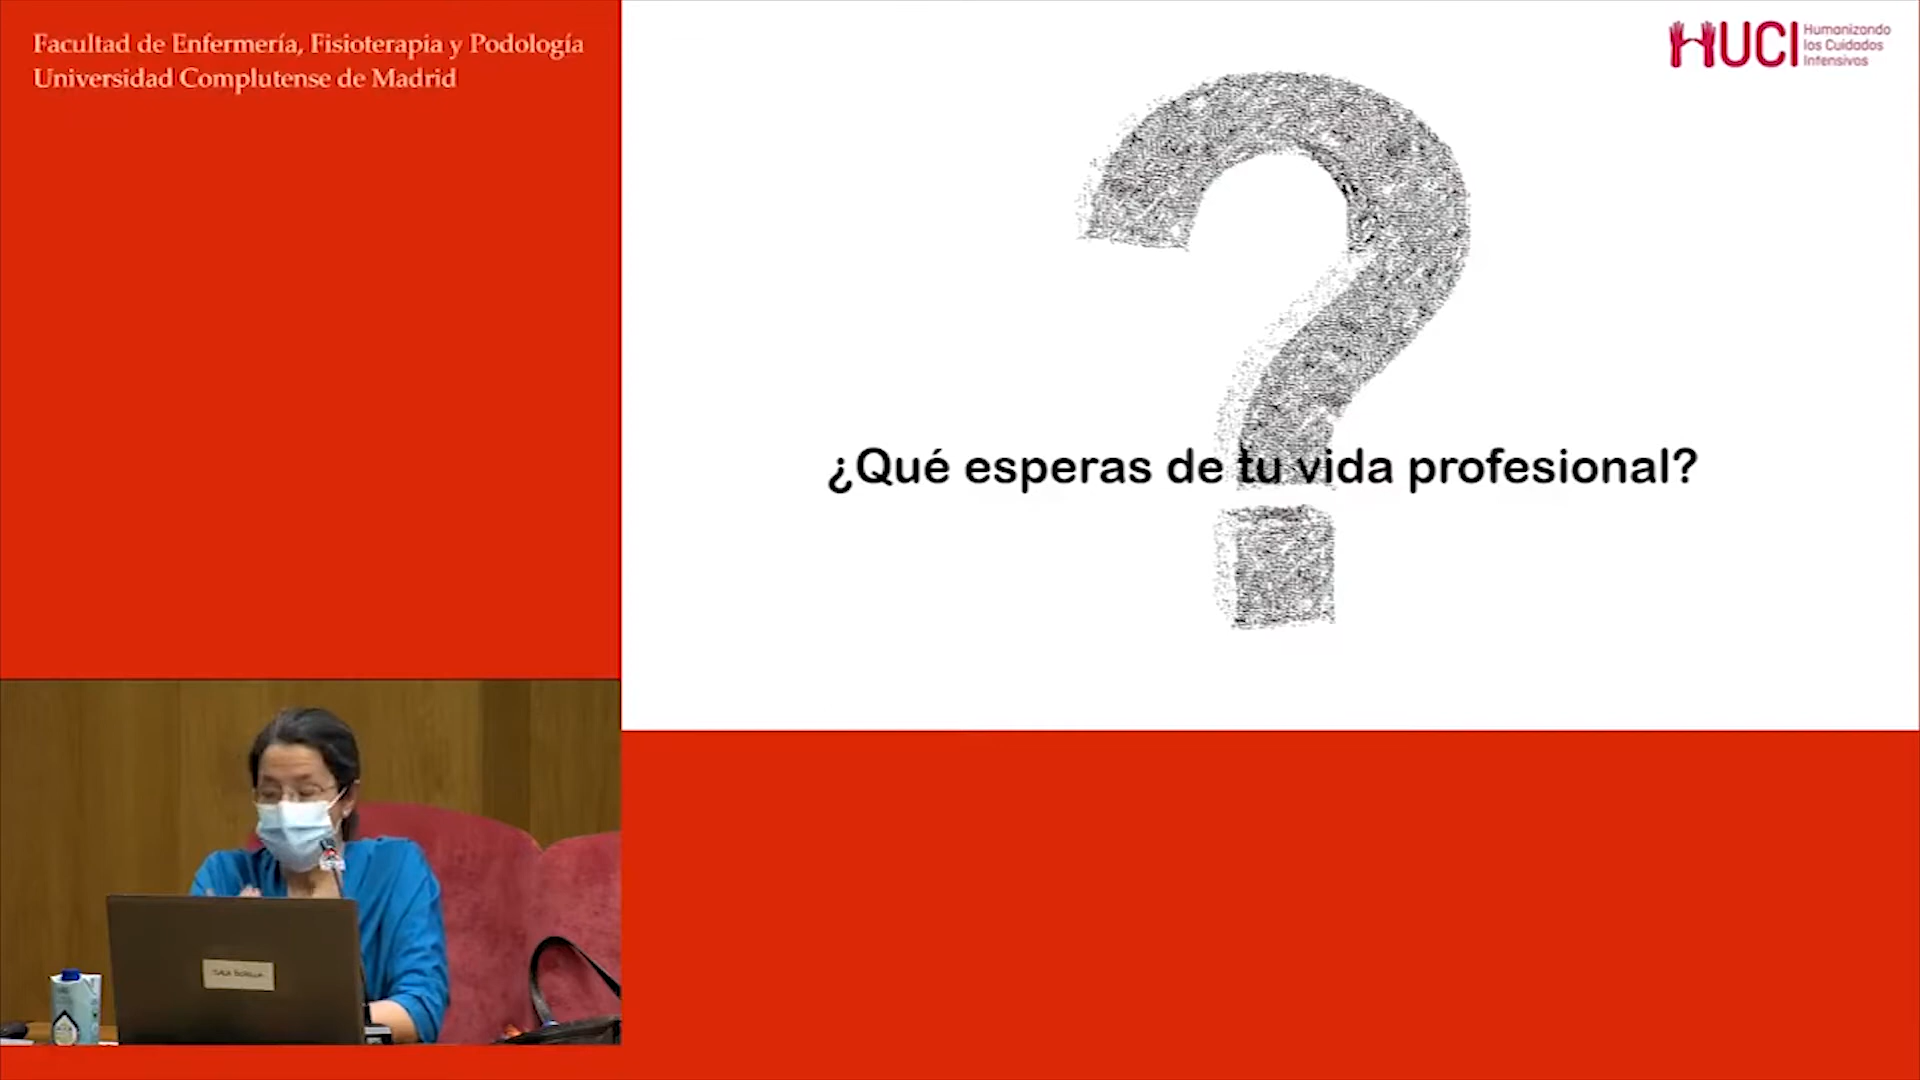 Facultad de Enfermería, Fisioterapia y Podología
Universidad Complutense de Madrid
HUCI
Humanizando
los Cuidados
Intensivos
¿Qué esperas de tu vida profesional?